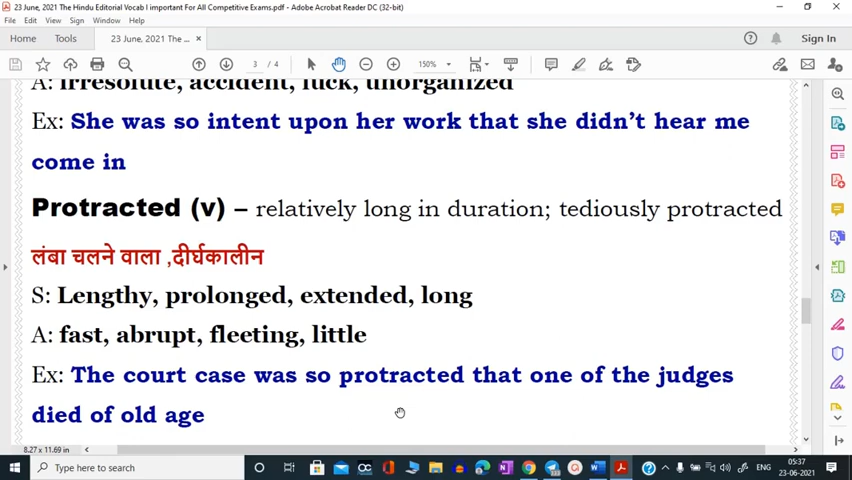 23 June, 2021 The Hindu Editorial Vocab I important For All Competitive Exams.pdf - Adobe Acrobat Reader DC (32-bit)
File Edit View Sign Window Help
Home Tools 23 June, 2021 The ... × Sign In
3 / 4 150%
A: irresolute, accident, luck, unorganized
Ex: She was so intent upon her work that she didn't hear me
come in
Protracted (v) – relatively long in duration; tediously protracted
लंबा चलने वाला ,दीर्घकालीन
S: Lengthy, prolonged, extended, long
A: fast, abrupt, fleeting, little
Ex: The court case was so protracted that one of the judges
died of old age
8.27 x 11.69 in
Type here to search
ENG
05:37
23-06-2021